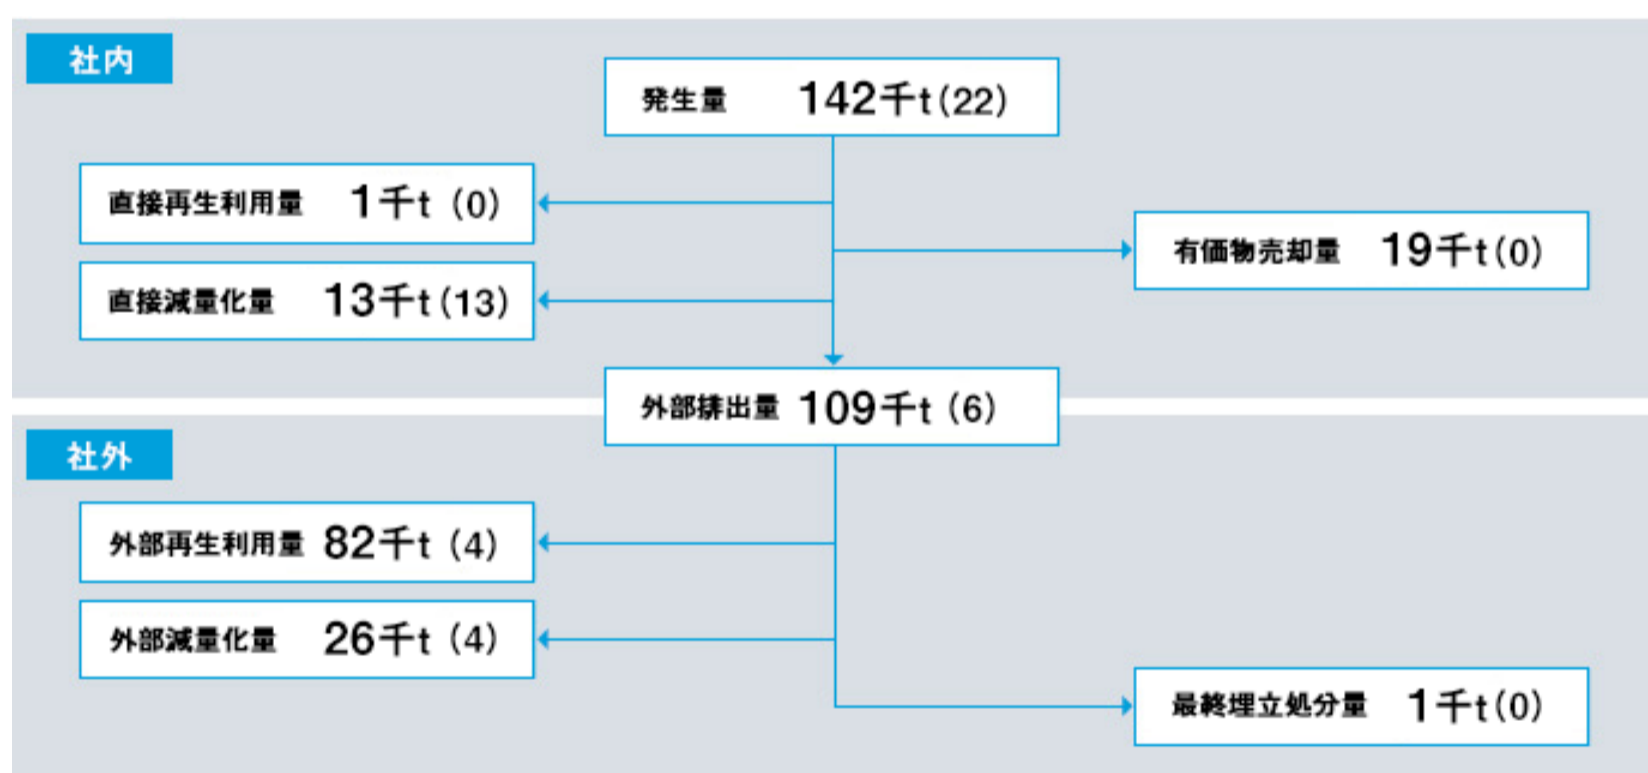 社内
発生量 142千t(22)
直接再生利用量 1千t (0)
有価物売却量 19千t(0)
直接減量化量 13千t(13)
外部排出量 109千t (6)
社外
外部再生利用量 82千t (4)
外部減量化量 26千t (4)
最終埋立処分量 1千t(0)